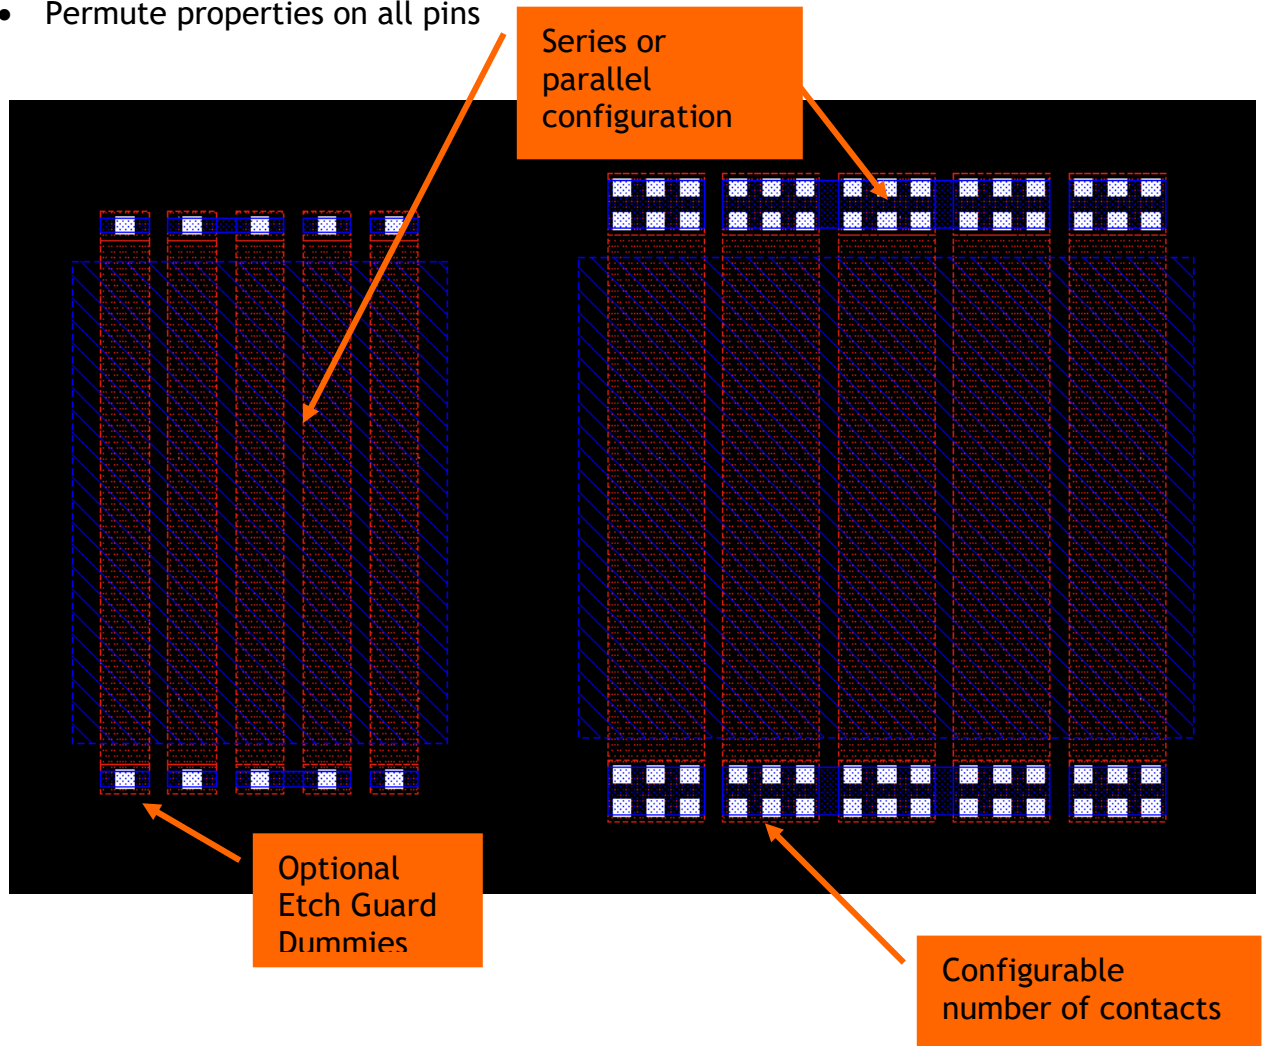 • Permute properties on all pins
Series or
parallel
configuration
Optional
Etch Guard
Dummies
Configurable
number of contacts